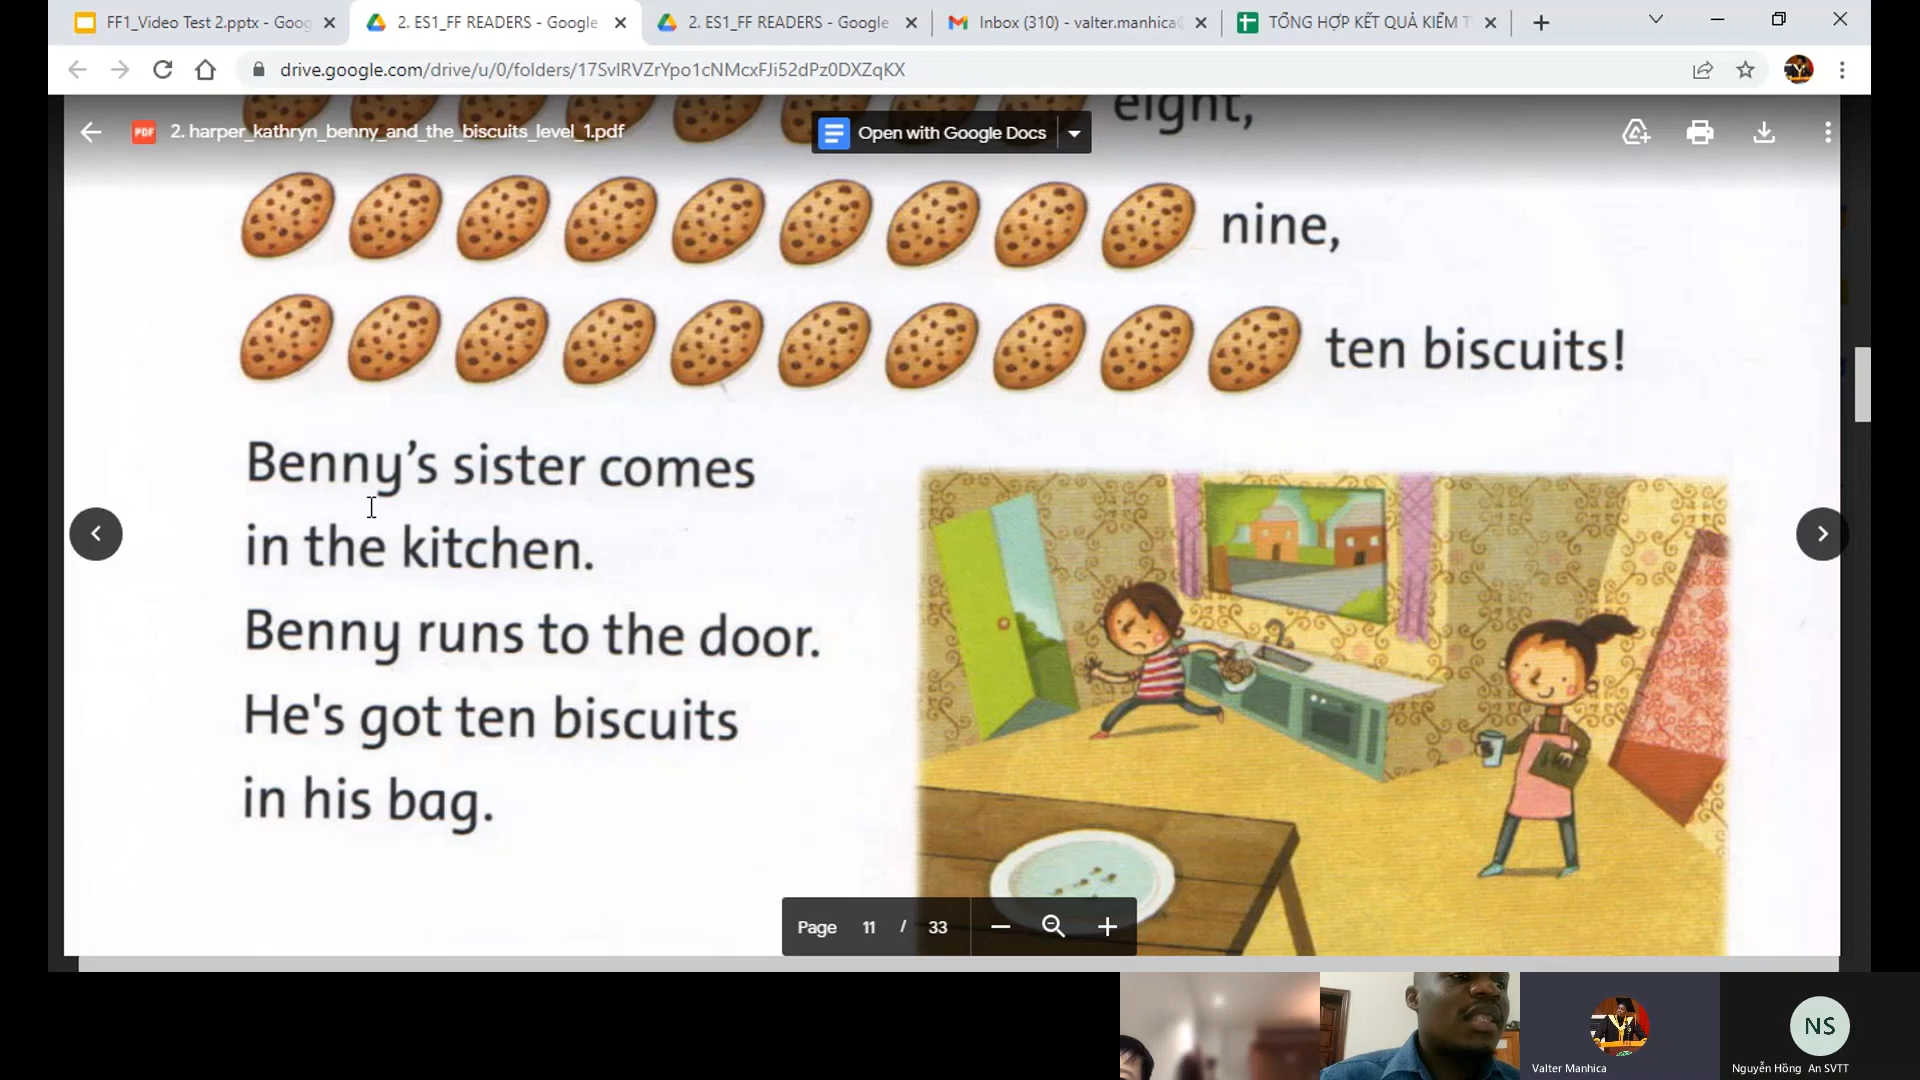 FF1_Video Test 2.pptx - Goog
2. ES1_FF READERS - Google
2. ES1_FF READERS - Google
Inbox (310) - valter.manhica
TỔNG HỢP KẾT QUẢ KIỂM T
drive.google.com/drive/u/0/folders/17SvIRVZrYpo1cNMcxFJi52dPz0DXZqKX
eight,
PDF
2. harper_kathryn_benny_and_the_biscuits_level_1.pdf
Open with Google Docs
nine,
ten biscuits!
Benny's sister comes
in the kitchen.
Benny runs to the door.
He's got ten biscuits
in his bag.
Page 11 / 33
NS
Valter Manhica
Nguyễn Hồng An SVTT